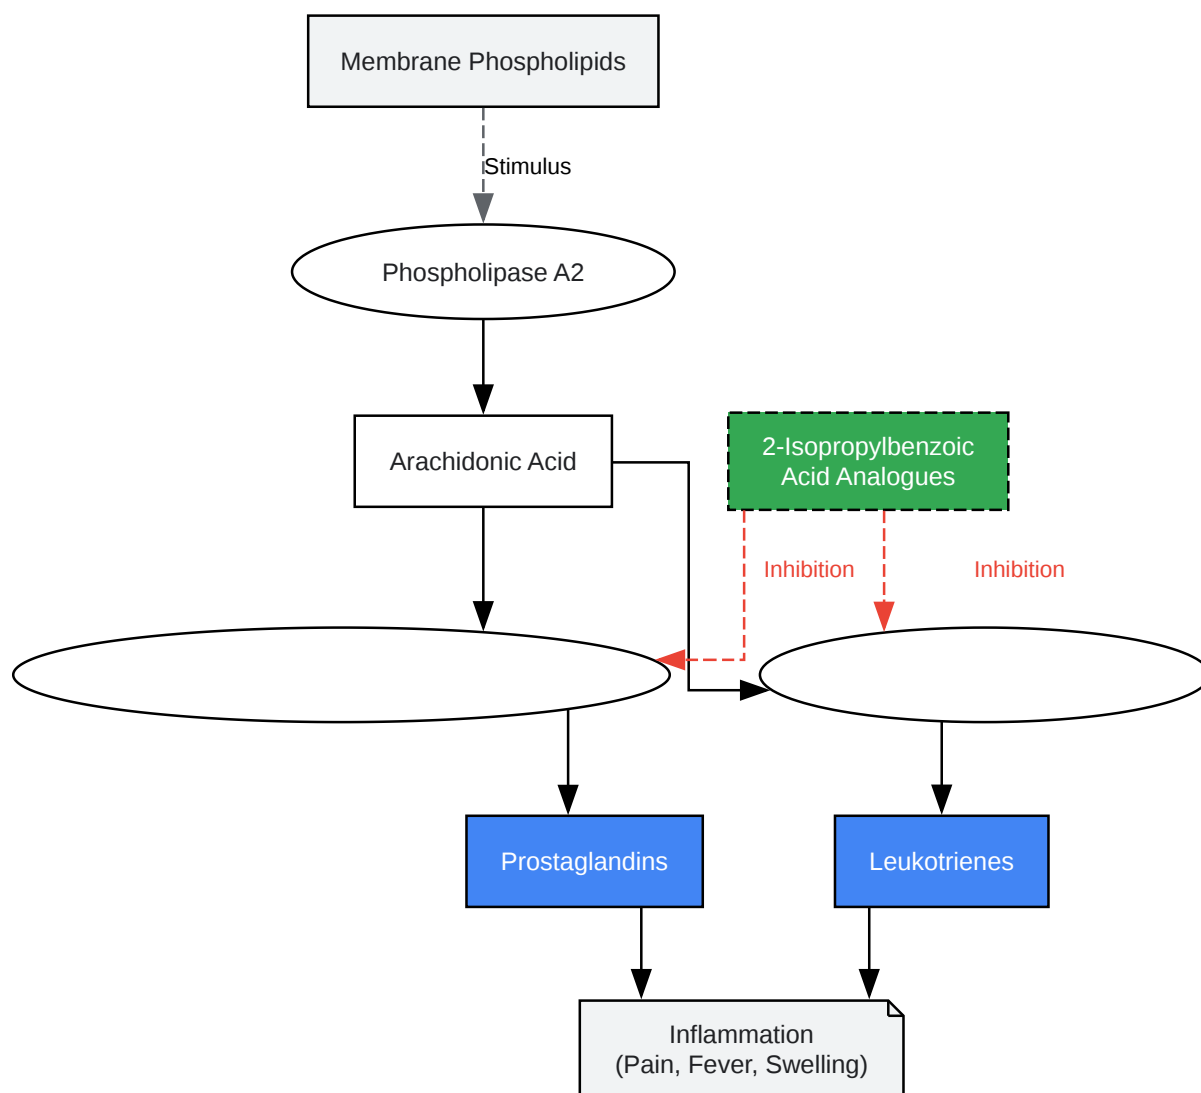 Membrane Phospholipids
Stimulus
Phospholipase A2
Arachidonic Acid
2-Isopropylbenzoic
Acid Analogues
Inhibition
Inhibition
Prostaglandins
Leukotrienes
Inflammation
(Pain, Fever, Swelling)